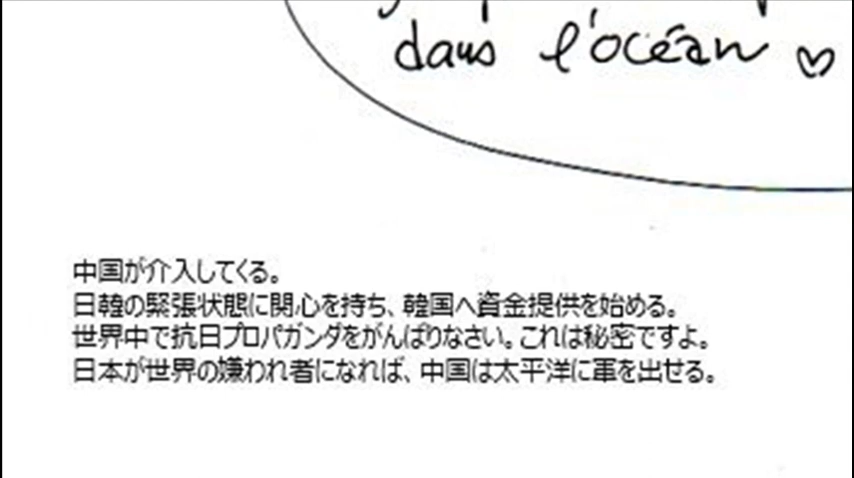 dans l'océan ♡
中国が介入してくる。
日韓の緊張状態に関心を持ち、韓国へ資金提供を始める。
世界中で抗日プロパガンダをがんばりなさい。これは秘密ですよ。
日本が世界の嫌われ者になれば、中国は太平洋に軍を出せる。